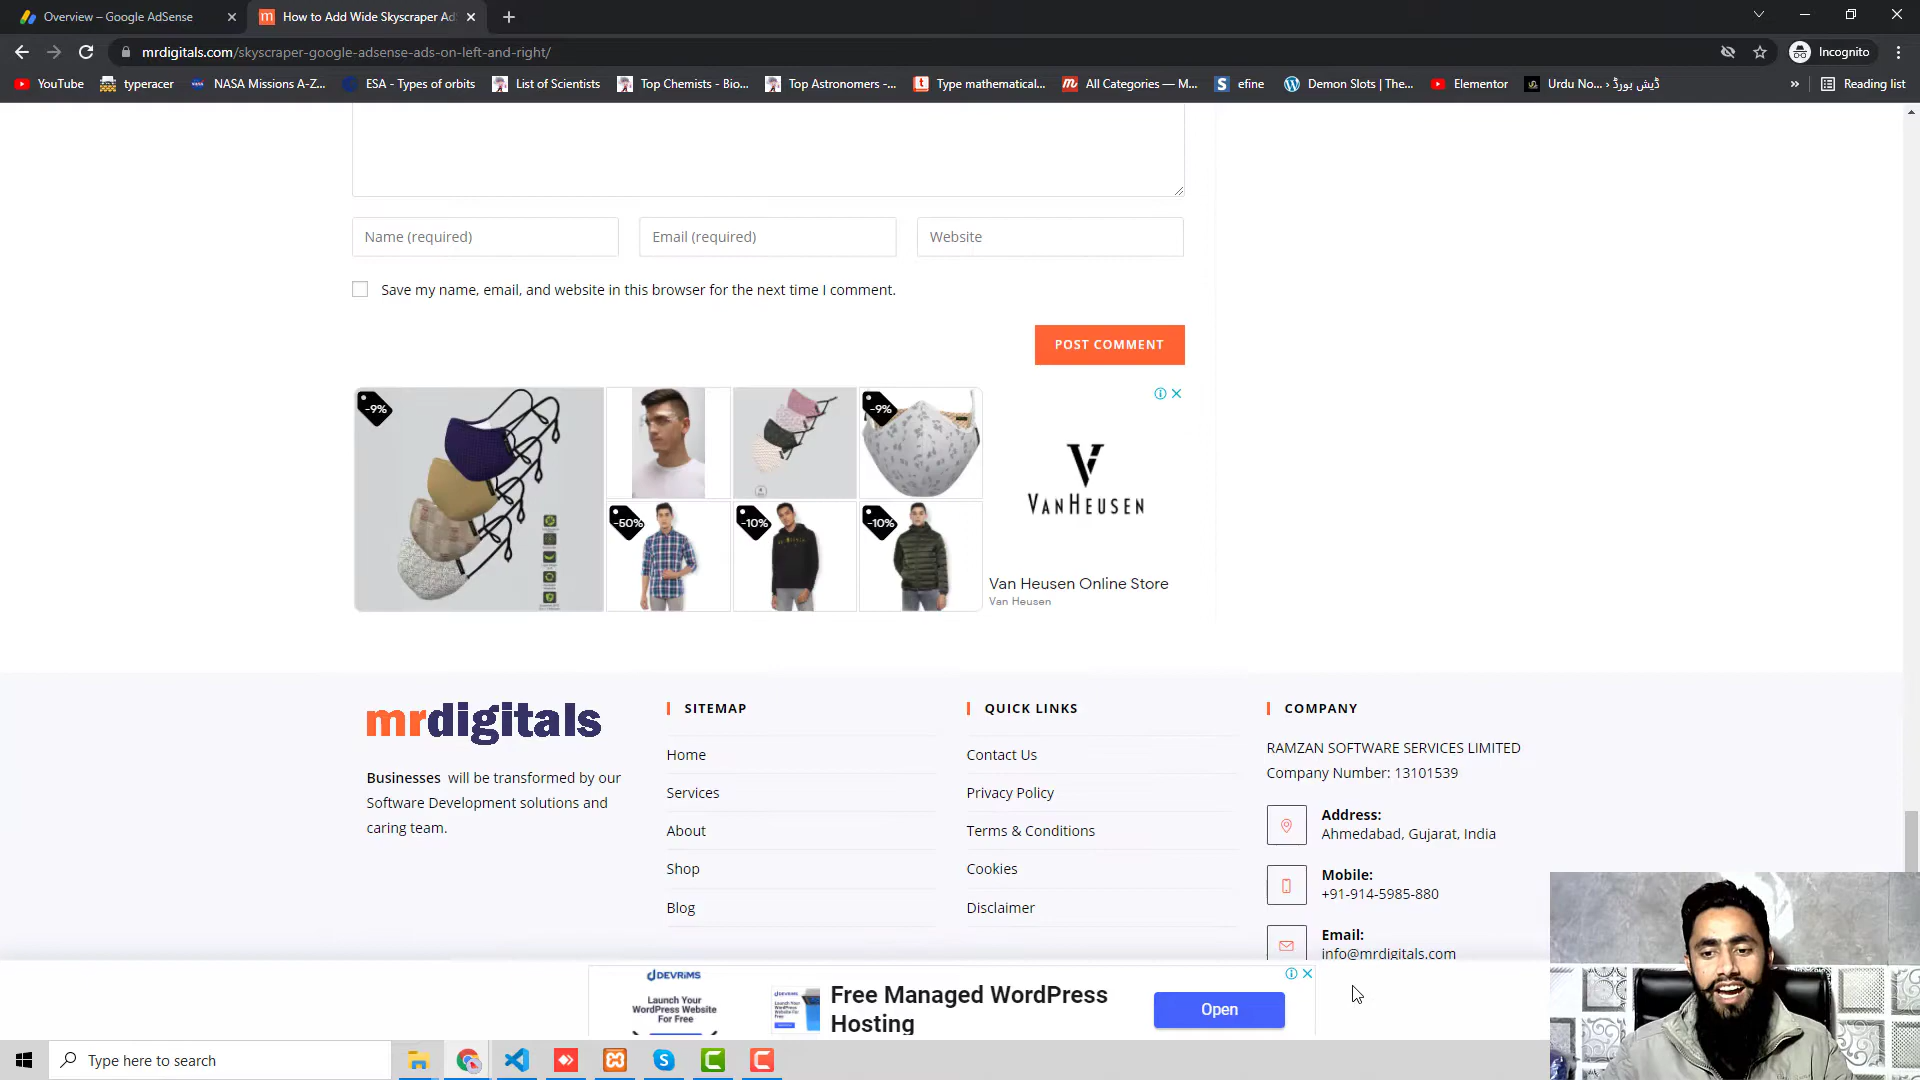 Overview – Google AdSense
How to Add Wide Skyscraper Ad
mrdigitals.com/skyscraper-google-adsense-ads-on-left-and-right/
Incognito
YouTube
typeracer
NASA Missions A-Z...
ESA - Types of orbits
List of Scientists
Top Chemists - Bio...
Top Astronomers -...
Type mathematical...
All Categories — M...
efine
Demon Slots | The...
Elementor
Urdu No... › ڈیش بورڈ
»
Reading list
Name (required)
Email (required)
Website
Save my name, email, and website in this browser for the next time I comment.
POST COMMENT
-9%
-9%
-50%
-10%
-10%
VANHEUSEN
Van Heusen Online Store
Van Heusen
mrdigitals
Businesses will be transformed by our
Software Development solutions and
caring team.
SITEMAP
Home
Services
About
Shop
Blog
QUICK LINKS
Contact Us
Privacy Policy
Terms & Conditions
Cookies
Disclaimer
COMPANY
RAMZAN SOFTWARE SERVICES LIMITED
Company Number: 13101539
Address:
Ahmedabad, Gujarat, India
Mobile:
+91-914-5985-880
Email:
info@mrdigitals.com
DEVRIMS
Launch Your
WordPress Website
For Free
Free Managed WordPress
Hosting
Open
Type here to search